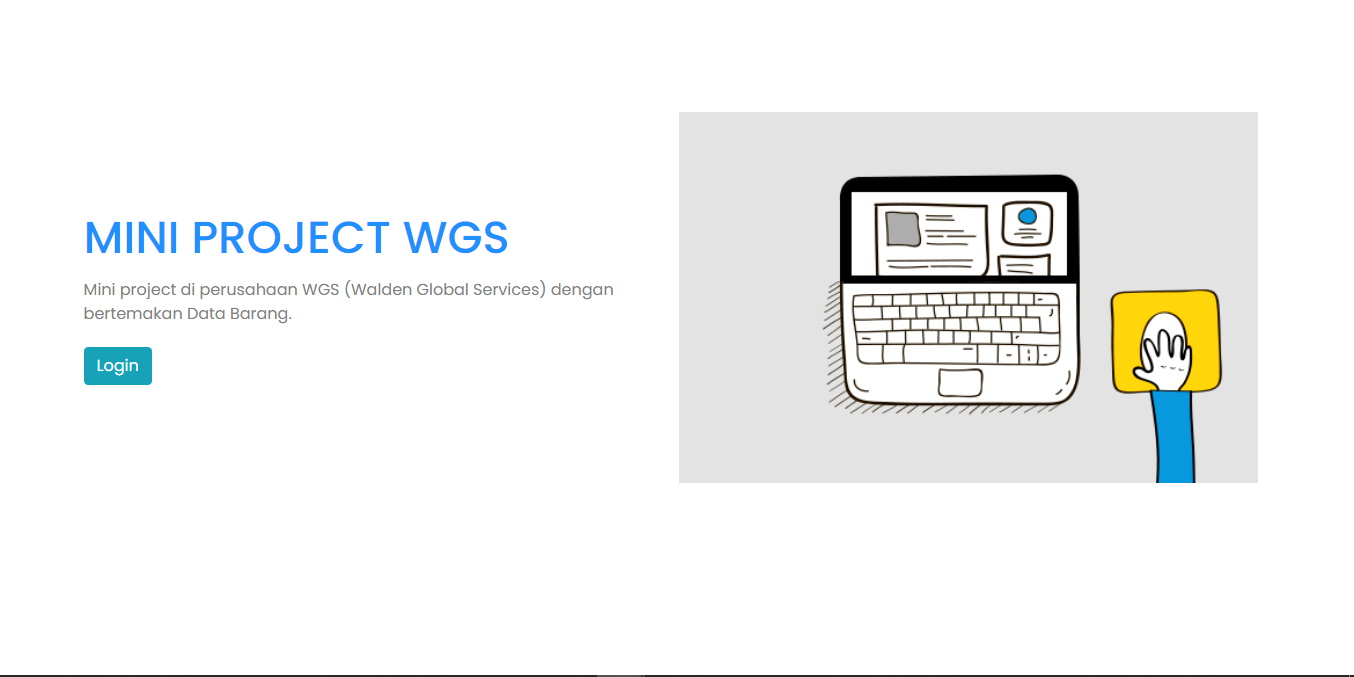 MINI PROJECT WGS
Mini project di perusahaan WGS (Walden Global Services) dengan
bertemakan Data Barang.
Login